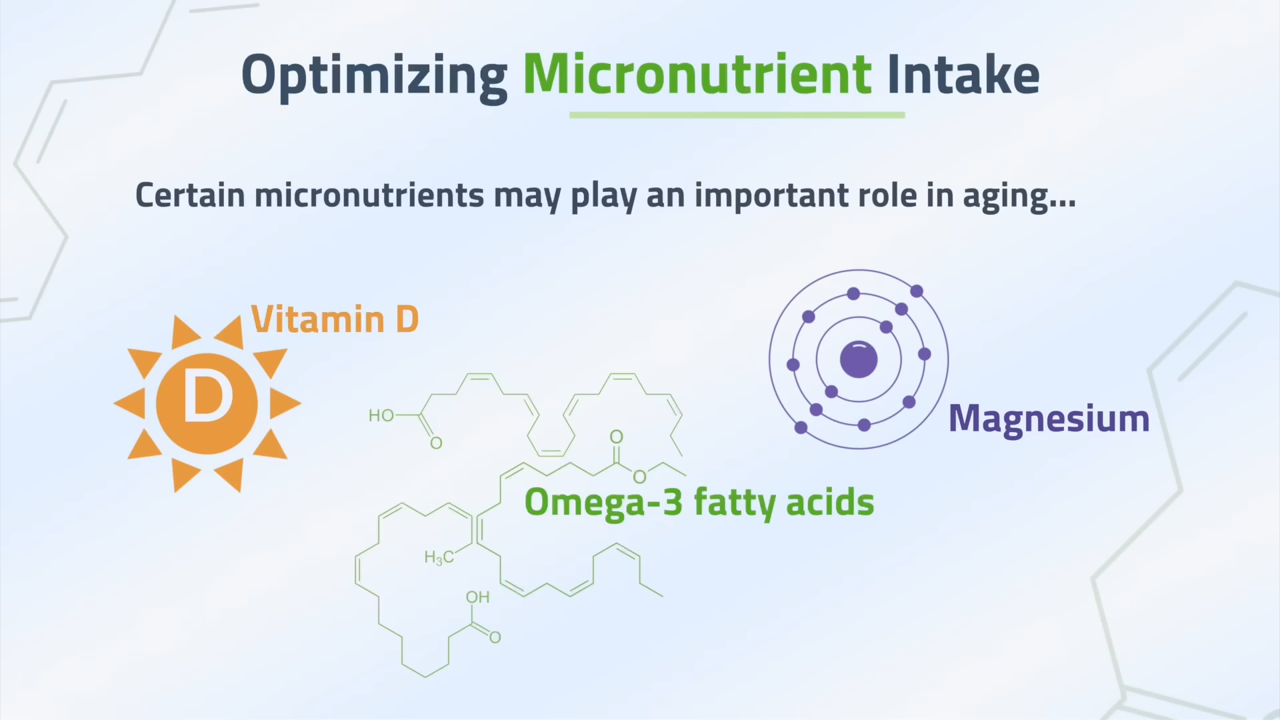 Optimizing Micronutrient Intake
Certain micronutrients may play an important role in aging...
Vitamin D
D
HO
O
O
O
Magnesium
Omega-3 fatty acids
H₃C
OH
O